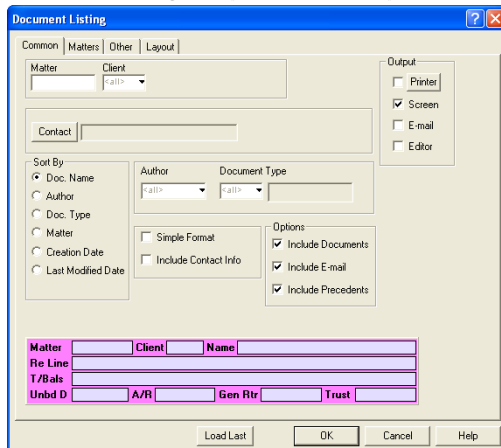 Document Listing
Common Matters Other Layout
Matter Client
<all>
Output
Printer
Screen
E-mail
Editor
Contact
Sort By
Doc. Name
Author
Doc. Type
Matter
Creation Date
Last Modified Date
Author Document Type
<all> <all>
Simple Format
Include Contact Info
Options
Include Documents
Include E-mail
Include Precedents
Matter Client Name
Re Line
T/Bals
Unbd D A/R Gen Rtr Trust
Load Last OK Cancel Help